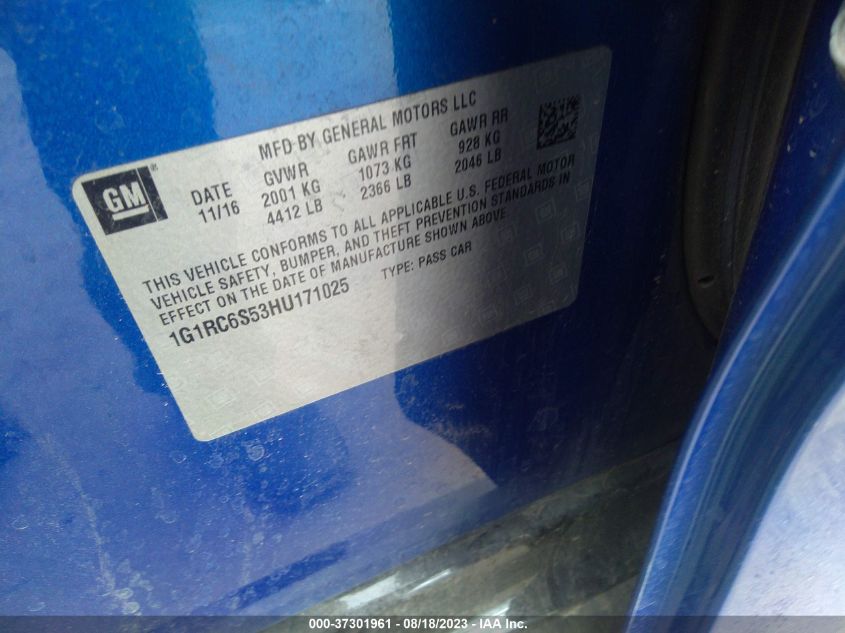 MFD BY GENERAL MOTORS LLC
GM ®
DATE GVWR GAWR FRT GAWR RR
11/16 2001 KG 1073 KG 928 KG
4412 LB 2366 LB 2046 LB
THIS VEHICLE CONFORMS TO ALL APPLICABLE U.S. FEDERAL MOTOR
VEHICLE SAFETY, BUMPER, AND THEFT PREVENTION STANDARDS IN
EFFECT ON THE DATE OF MANUFACTURE SHOWN ABOVE
1G1RC6S53HU171025 TYPE: PASS CAR
000-37301961 - 08/18/2023 - IAA Inc.